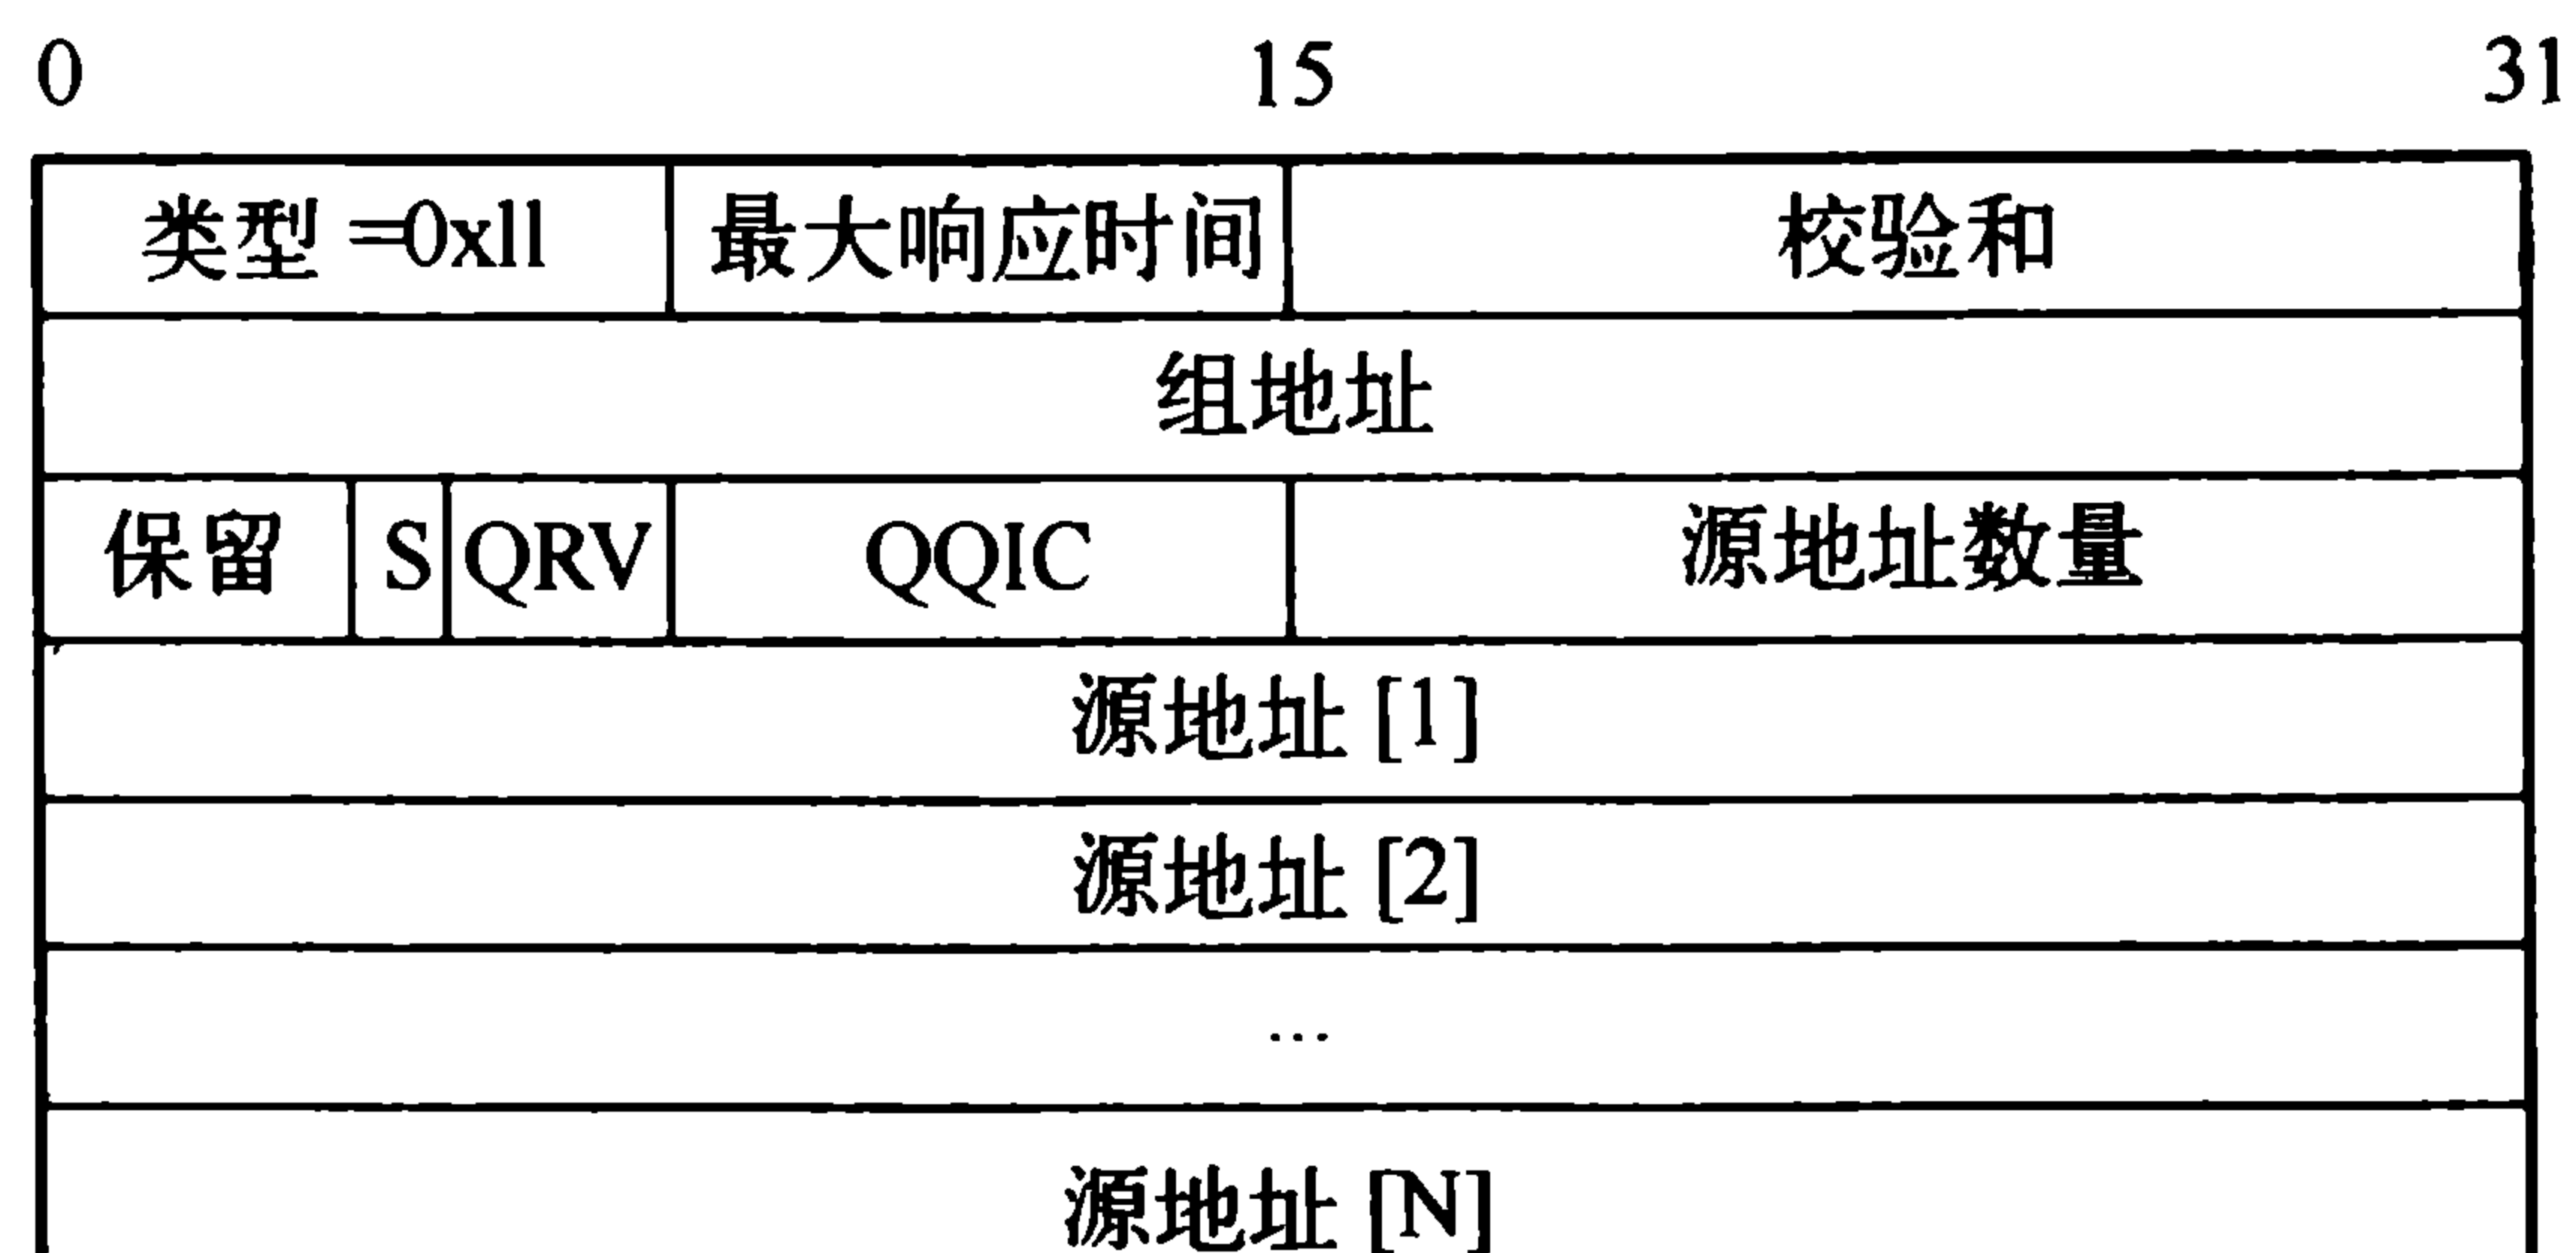 0 15 31
类型 =0x11 最大响应时间 校验和
组地址
保留 S QRV QQIC 源地址数量
源地址 [1]
源地址 [2]
...
源地址 [N]